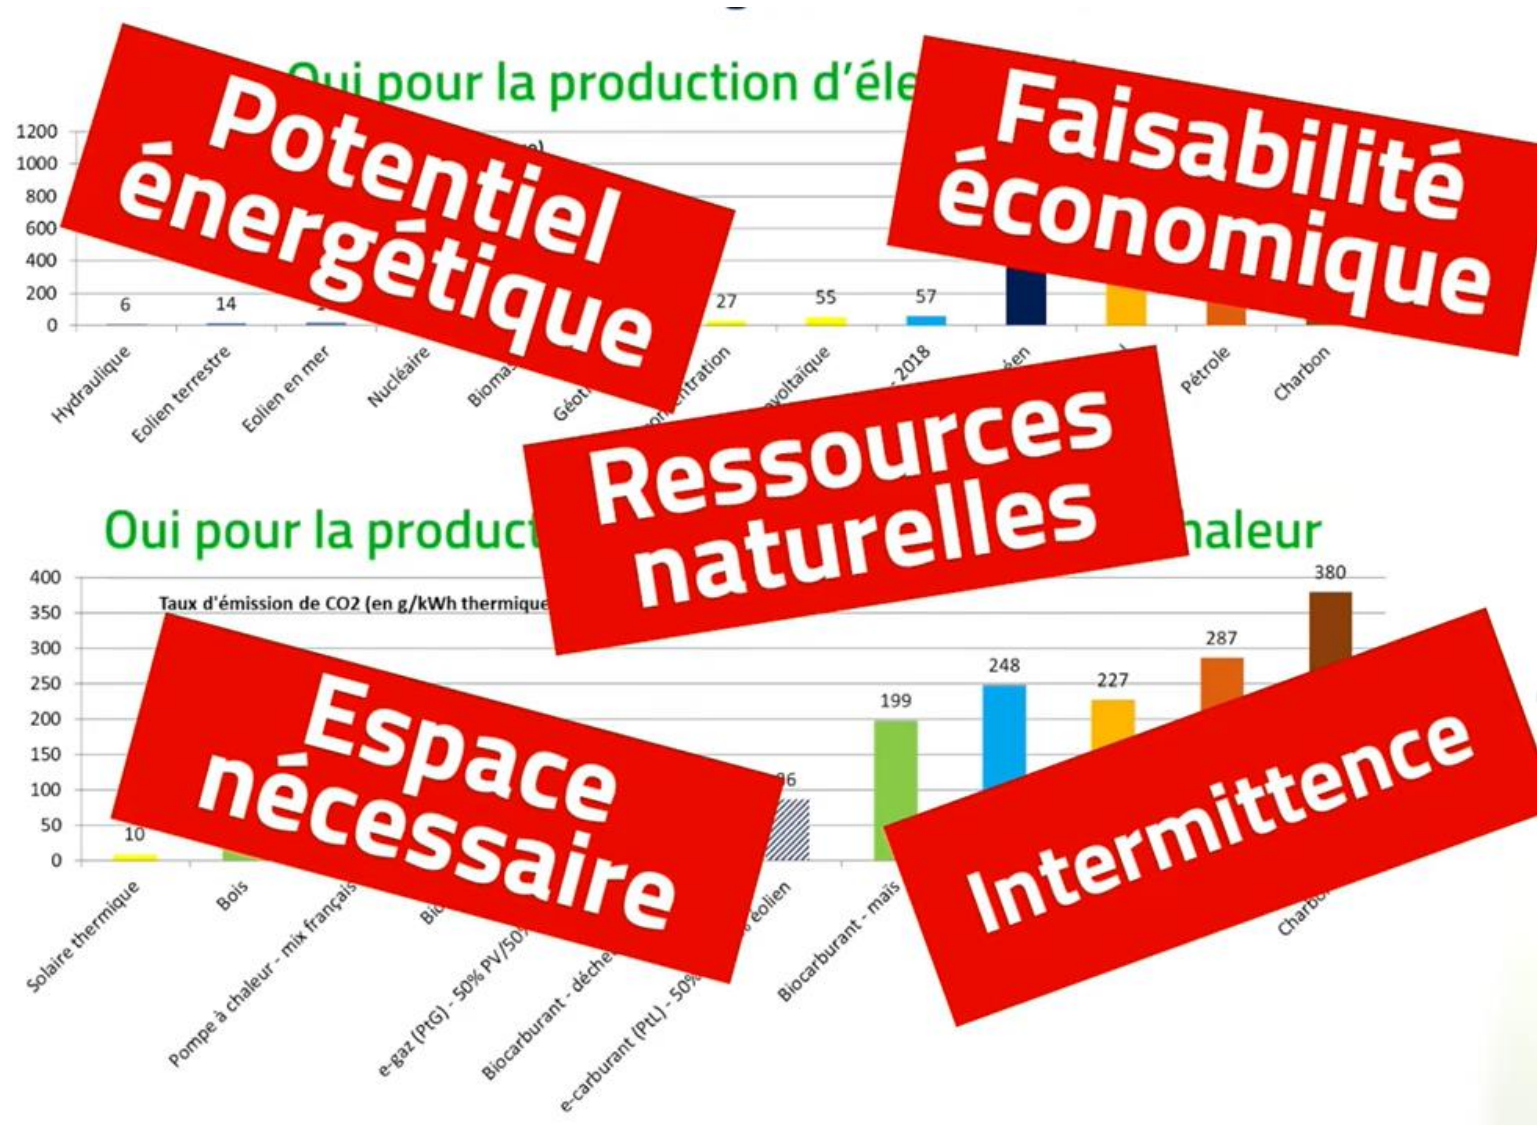 Oui pour la production
Potentiel
énergétique
Faisabilité
économique
1200
1000
800
600
400
200
0
6
14
27
55
57
Hydraulique
Eolien terrestre
Eolien en mer
Nucléaire
2018
Pétrole
Charbon
Ressources
naturelles
Oui pour la
400
350
300
250
200
150
100
50
0
Taux d'émission de CO2 (en g/kWh thermique
Espace
nécessaire
Intermittence
10
199
248
227
287
380
Solaire thermique
Bois
Pompe à chaleur - mix français
e-gaz (PtG) - 50% PV/50
Biocarburant -
e-carburant (PtL) - 50%
éolien
Biocarburant - maïs